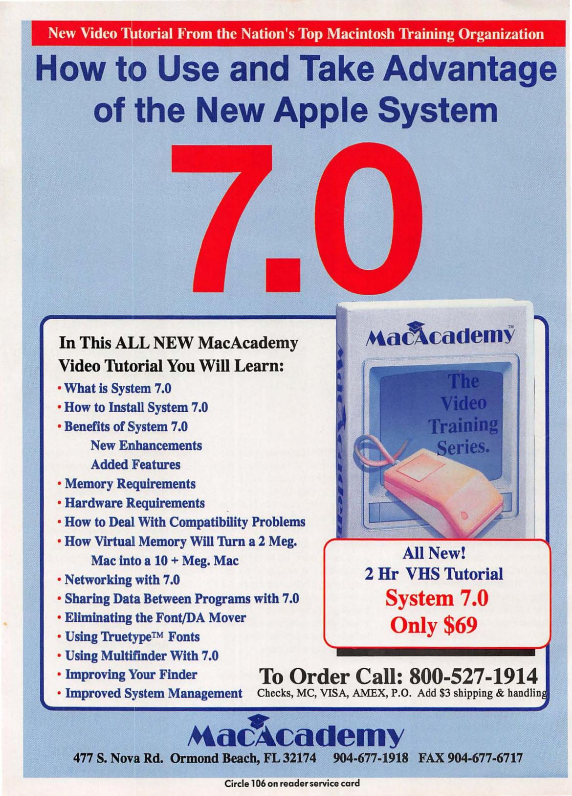 New Video Tutorial From the Nation's Top Macintosh Training Organization
How to Use and Take Advantage
of the New Apple System
7.0
In This ALL NEW MacAcademy
Video Tutorial You Will Learn:
• What is System 7.0
• How to Install System 7.0
• Benefits of System 7.0
New Enhancements
Added Features
• Memory Requirements
• Hardware Requirements
• How to Deal With Compatibility Problems
• How Virtual Memory Will Turn a 2 Meg.
Mac into a 10 + Meg. Mac
• Networking with 7.0
• Sharing Data Between Programs with 7.0
• Eliminating the Font/DA Mover
• Using Truetype™ Fonts
• Using Multifinder With 7.0
• Improving Your Finder
• Improved System Management
MacAcademy™
MacAcademy
The
Video
Training
Series.
All New!
2 Hr VHS Tutorial
System 7.0
Only $69
To Order Call: 800-527-1914
Checks, MC, VISA, AMEX, P.O. Add $3 shipping & handling
MacAcademy
477 S. Nova Rd. Ormond Beach, FL 32174 904-677-1918 FAX 904-677-6717
Circle 106 on reader service card